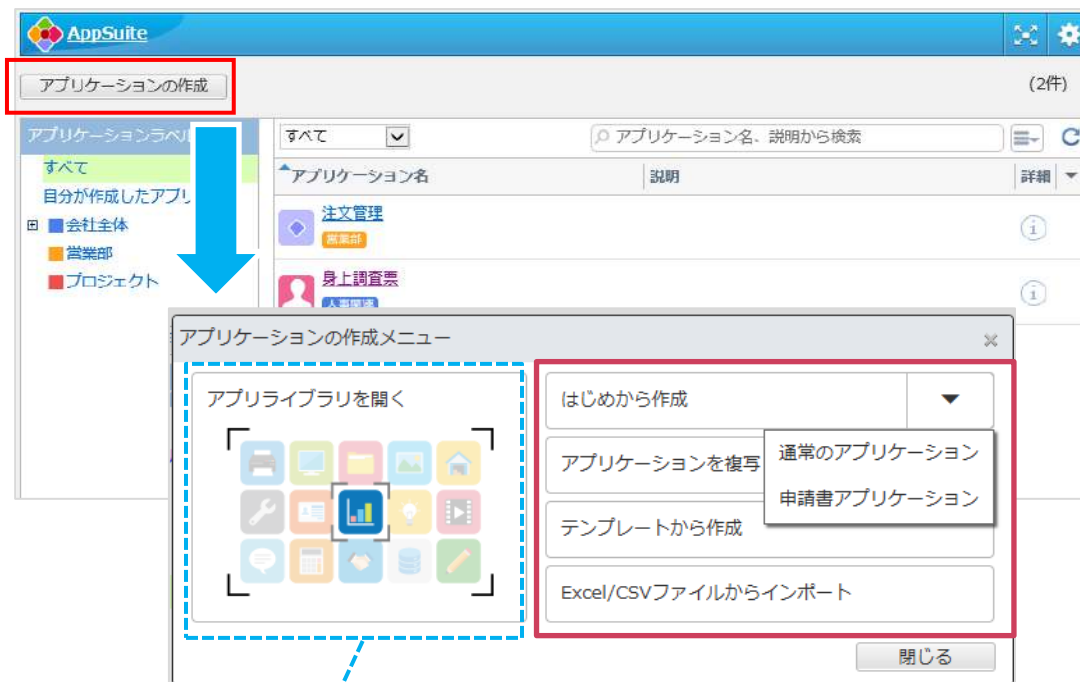 AppSuite
アプリケーションの作成
(2件)
アプリケーションラベル
すべて
アプリケーション名、説明から検索
すべて
自分が作成したアプリ
会社全体
営業部
プロジェクト
アプリケーション名
説明
詳細
注文管理
営業部
身上調査票
人事関連
アプリケーションの作成メニュー
アプリライブラリを開く
はじめから作成
アプリケーションを複写
通常のアプリケーション
申請書アプリケーション
テンプレートから作成
Excel/CSVファイルからインポート
閉じる